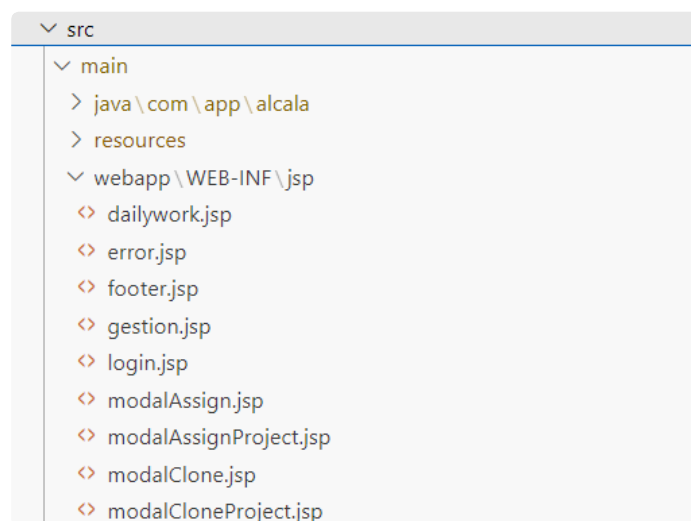 src
main
java\com\app\alcala
resources
webapp\WEB-INF\jsp
dailywork.jsp
error.jsp
footer.jsp
gestion.jsp
login.jsp
modalAssign.jsp
modalAssignProject.jsp
modalClone.jsp
modalCloneProject.jsp